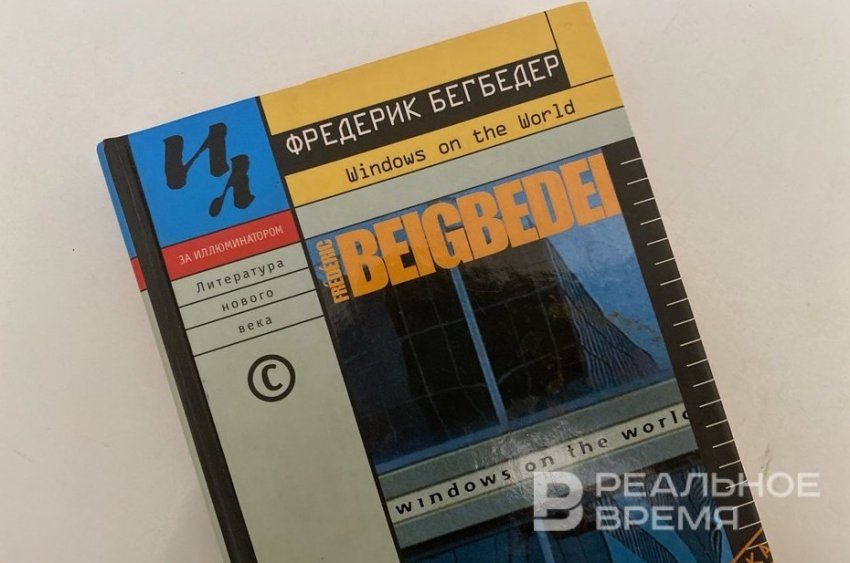 ИЛ
ФРЕДЕРИК БЕГБЕДЕР
Windows on the World
ЗА ИЛЛЮМИНАТОРОМ
Литература
нового
века
©
FRÉDÉRIC
BEIGBEDE
windows on the world
РЕАЛЬНОЕ
ВРЕМЯ